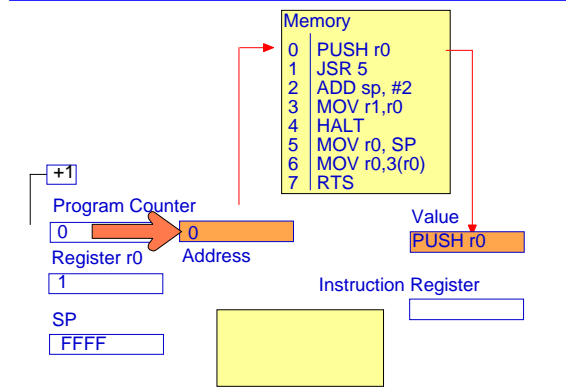 Memory
0 PUSH r0
1 JSR 5
2 ADD sp, #2
3 MOV r1,r0
4 HALT
5 MOV r0, SP
6 MOV r0,3(r0)
7 RTS
+1
Program Counter
0
0
Address
Value
PUSH r0
Register r0
1
Instruction Register
SP
FFFF